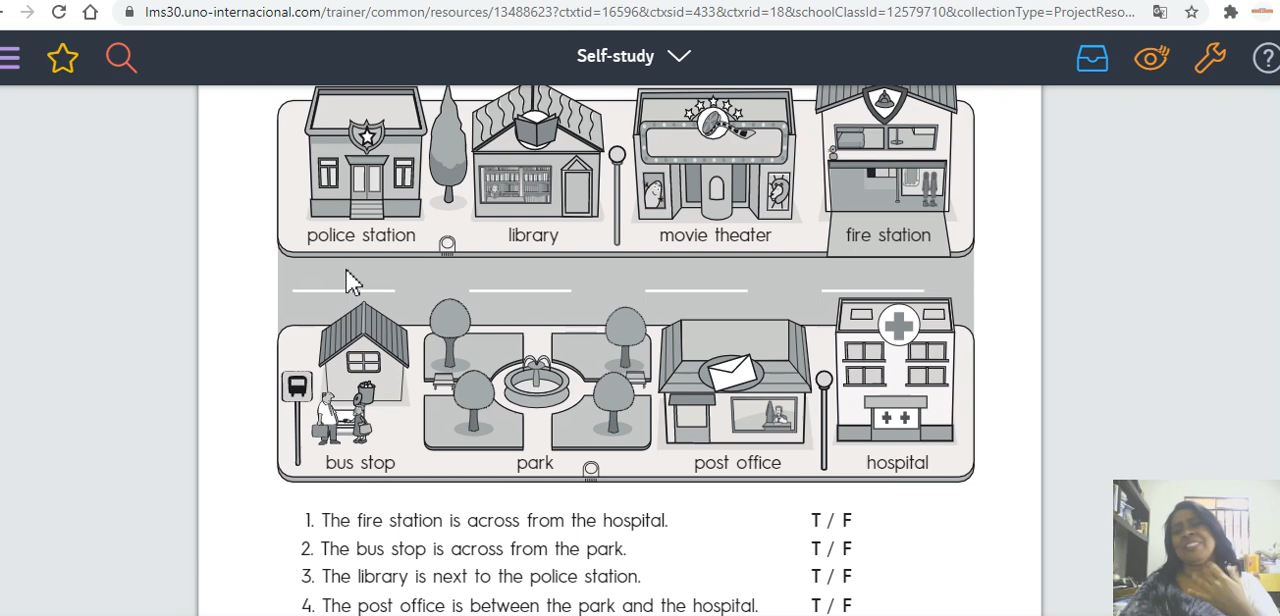 lms30.uno-internacional.com/trainer/common/resources/13488623?ctxtid=16596&ctxsid=433&ctxrid=18&schoolClassId=12579710&collectionType=ProjectReso...
Self-study
police station library movie theater fire station
bus stop park post office hospital
1. The fire station is across from the hospital. T / F
2. The bus stop is across from the park. T / F
3. The library is next to the police station. T / F
4. The post office is between the park and the hospital. T / F